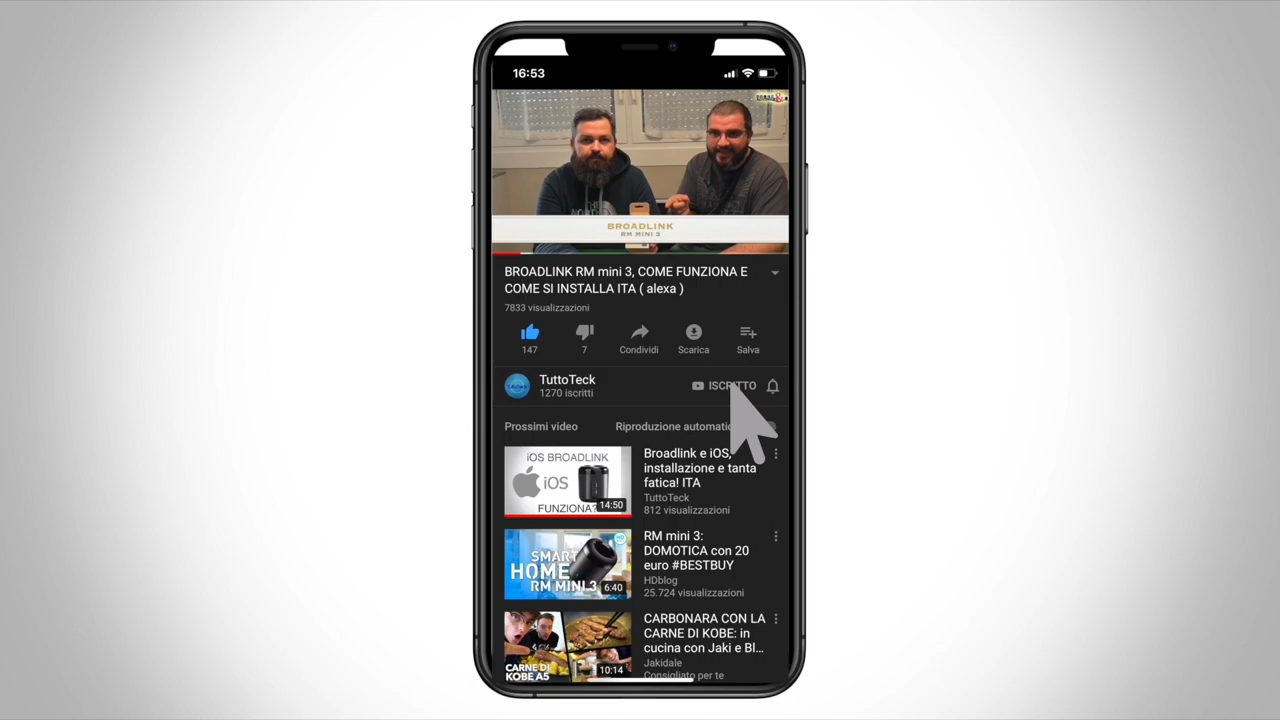 16:53
BROADLINK
RM MINI 3
BROADLINK RM mini 3, COME FUNZIONA E
COME SI INSTALLA ITA ( alexa )
7833 visualizzazioni
147
7
Condividi
Scarica
Salva
TuttoTeck
1270 iscritti
ISCRITTO
Prossimi video
Riproduzione automatic
iOS BROADLINK
iOS
FUNZIONA?
14:50
Broadlink e iOS,
installazione e tanta
fatica! ITA
TuttoTeck
812 visualizzazioni
HD
SMART
HOME
RM MINI 3
6:40
RM mini 3:
DOMOTICA con 20
euro #BESTBUY
HDblog
25.724 visualizzazioni
CARNE DI
KOBE A5
10:14
CARBONARA CON LA
CARNE DI KOBE: in
cucina con Jaki e Bl...
Jakidale
Consigliato per te